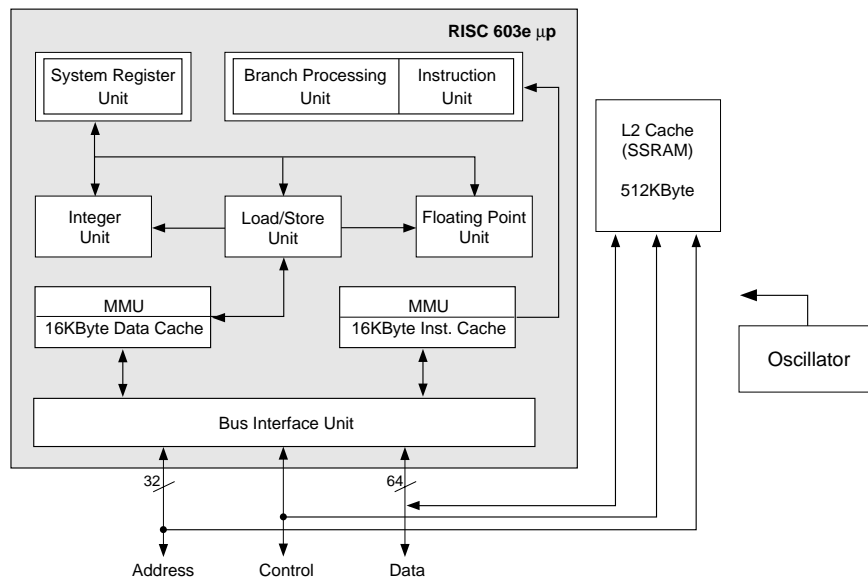 RISC 603e μp
System Register
Unit
Branch Processing
Unit
Instruction
Unit
L2 Cache
(SSRAM)
512KByte
Integer
Unit
Load/Store
Unit
Floating Point
Unit
MMU
16KByte Data Cache
MMU
16KByte Inst. Cache
Oscillator
Bus Interface Unit
32
64
Address
Control
Data